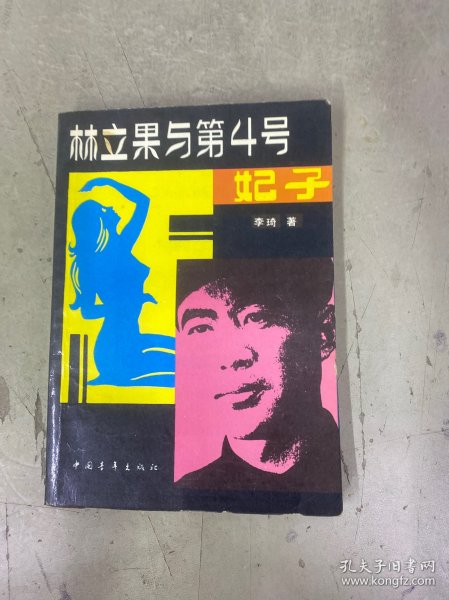 林立果与第4号
妃子
李琦 著
中国青年出版社
孔夫子旧书网
www.kongfz.com